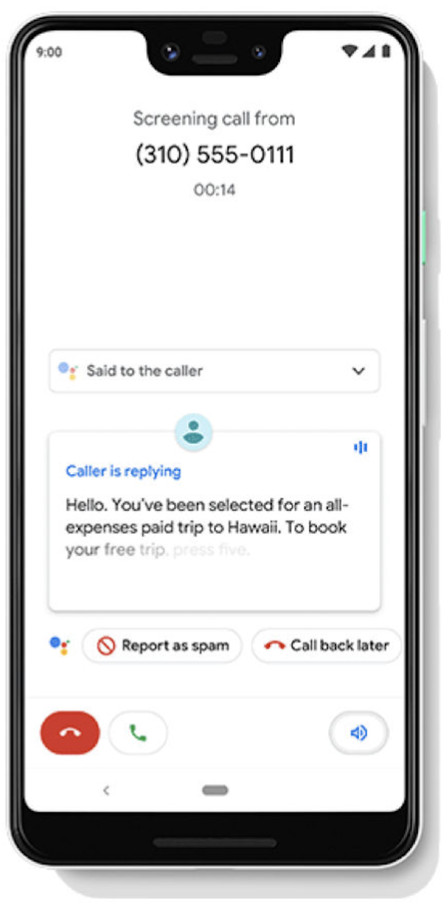 9:00
Screening call from
(310) 555-0111
00:14
Said to the caller
Caller is replying
Hello. You've been selected for an all-
expenses paid trip to Hawaii. To book
your free trip, press five.
Report as spam
Call back later